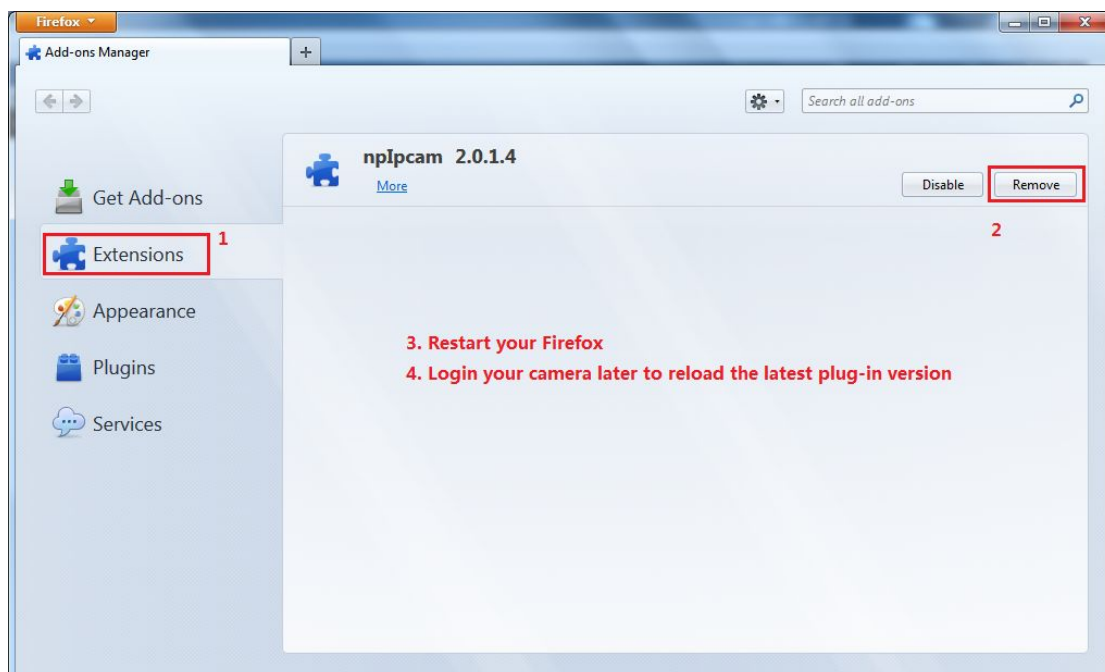 Firefox
Add-ons Manager
Search all add-ons
npIpcam 2.0.1.4
More
Disable
Remove
Get Add-ons
1
2
Extensions
Appearance
3. Restart your Firefox
4. Login your camera later to reload the latest plug-in version
Plugins
Services